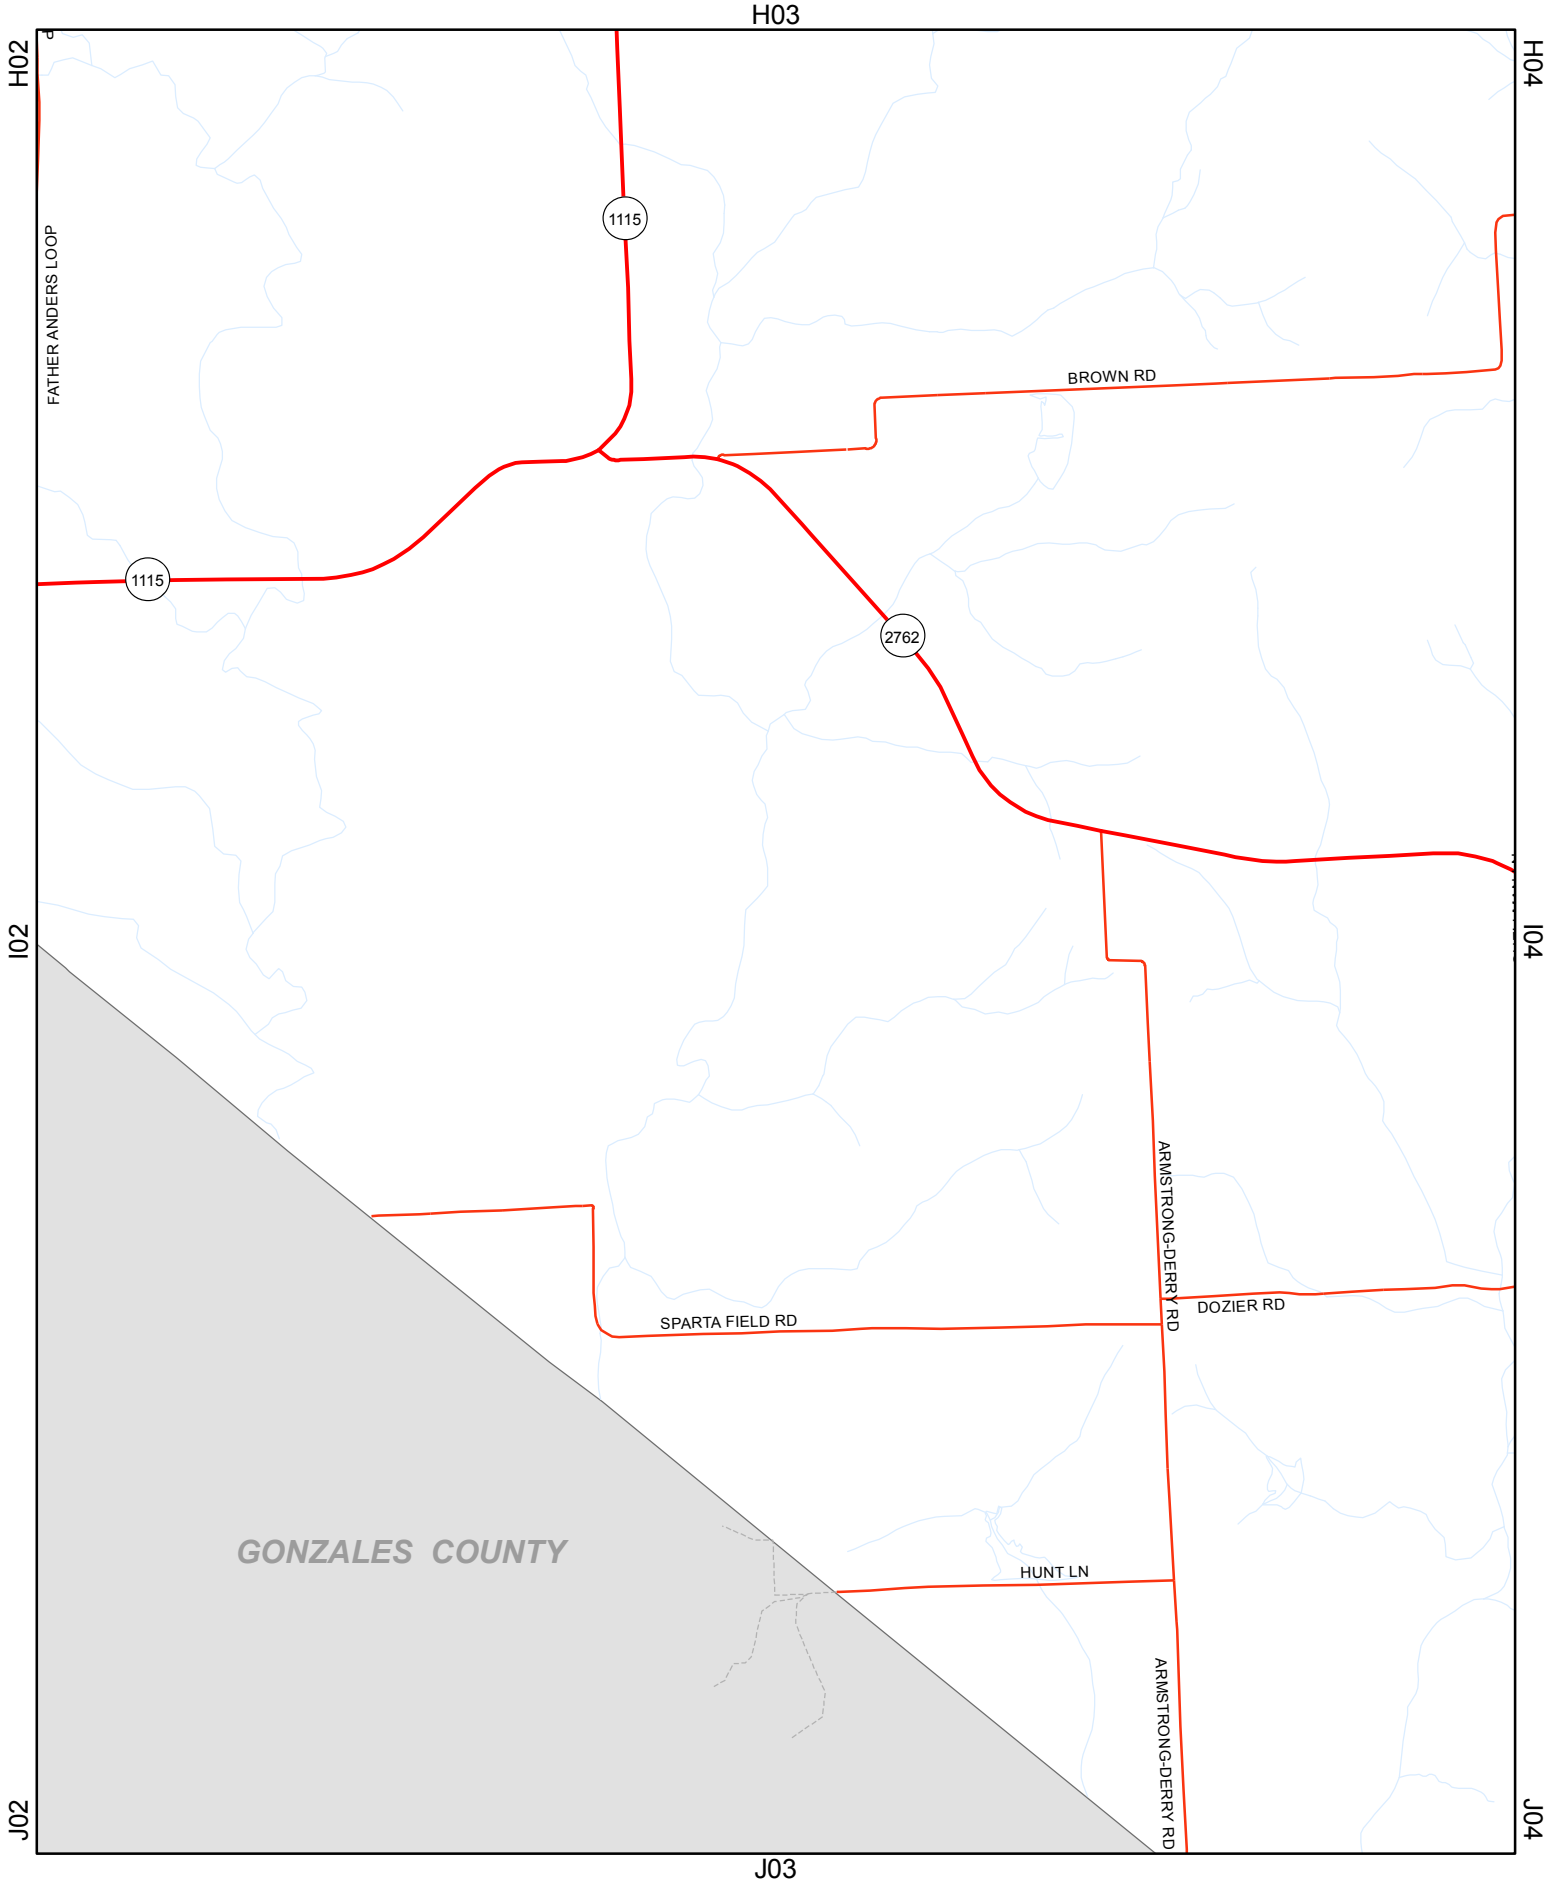 H03
H02
H04
1115
FATHER ANDERS LOOP
BROWN RD
1115
2762
I02
I04
ARMSTRONG-DERRY RD
DOZIER RD
SPARTA FIELD RD
GONZALES COUNTY
HUNT LN
ARMSTRONG-DERRY RD
J02
J04
J03